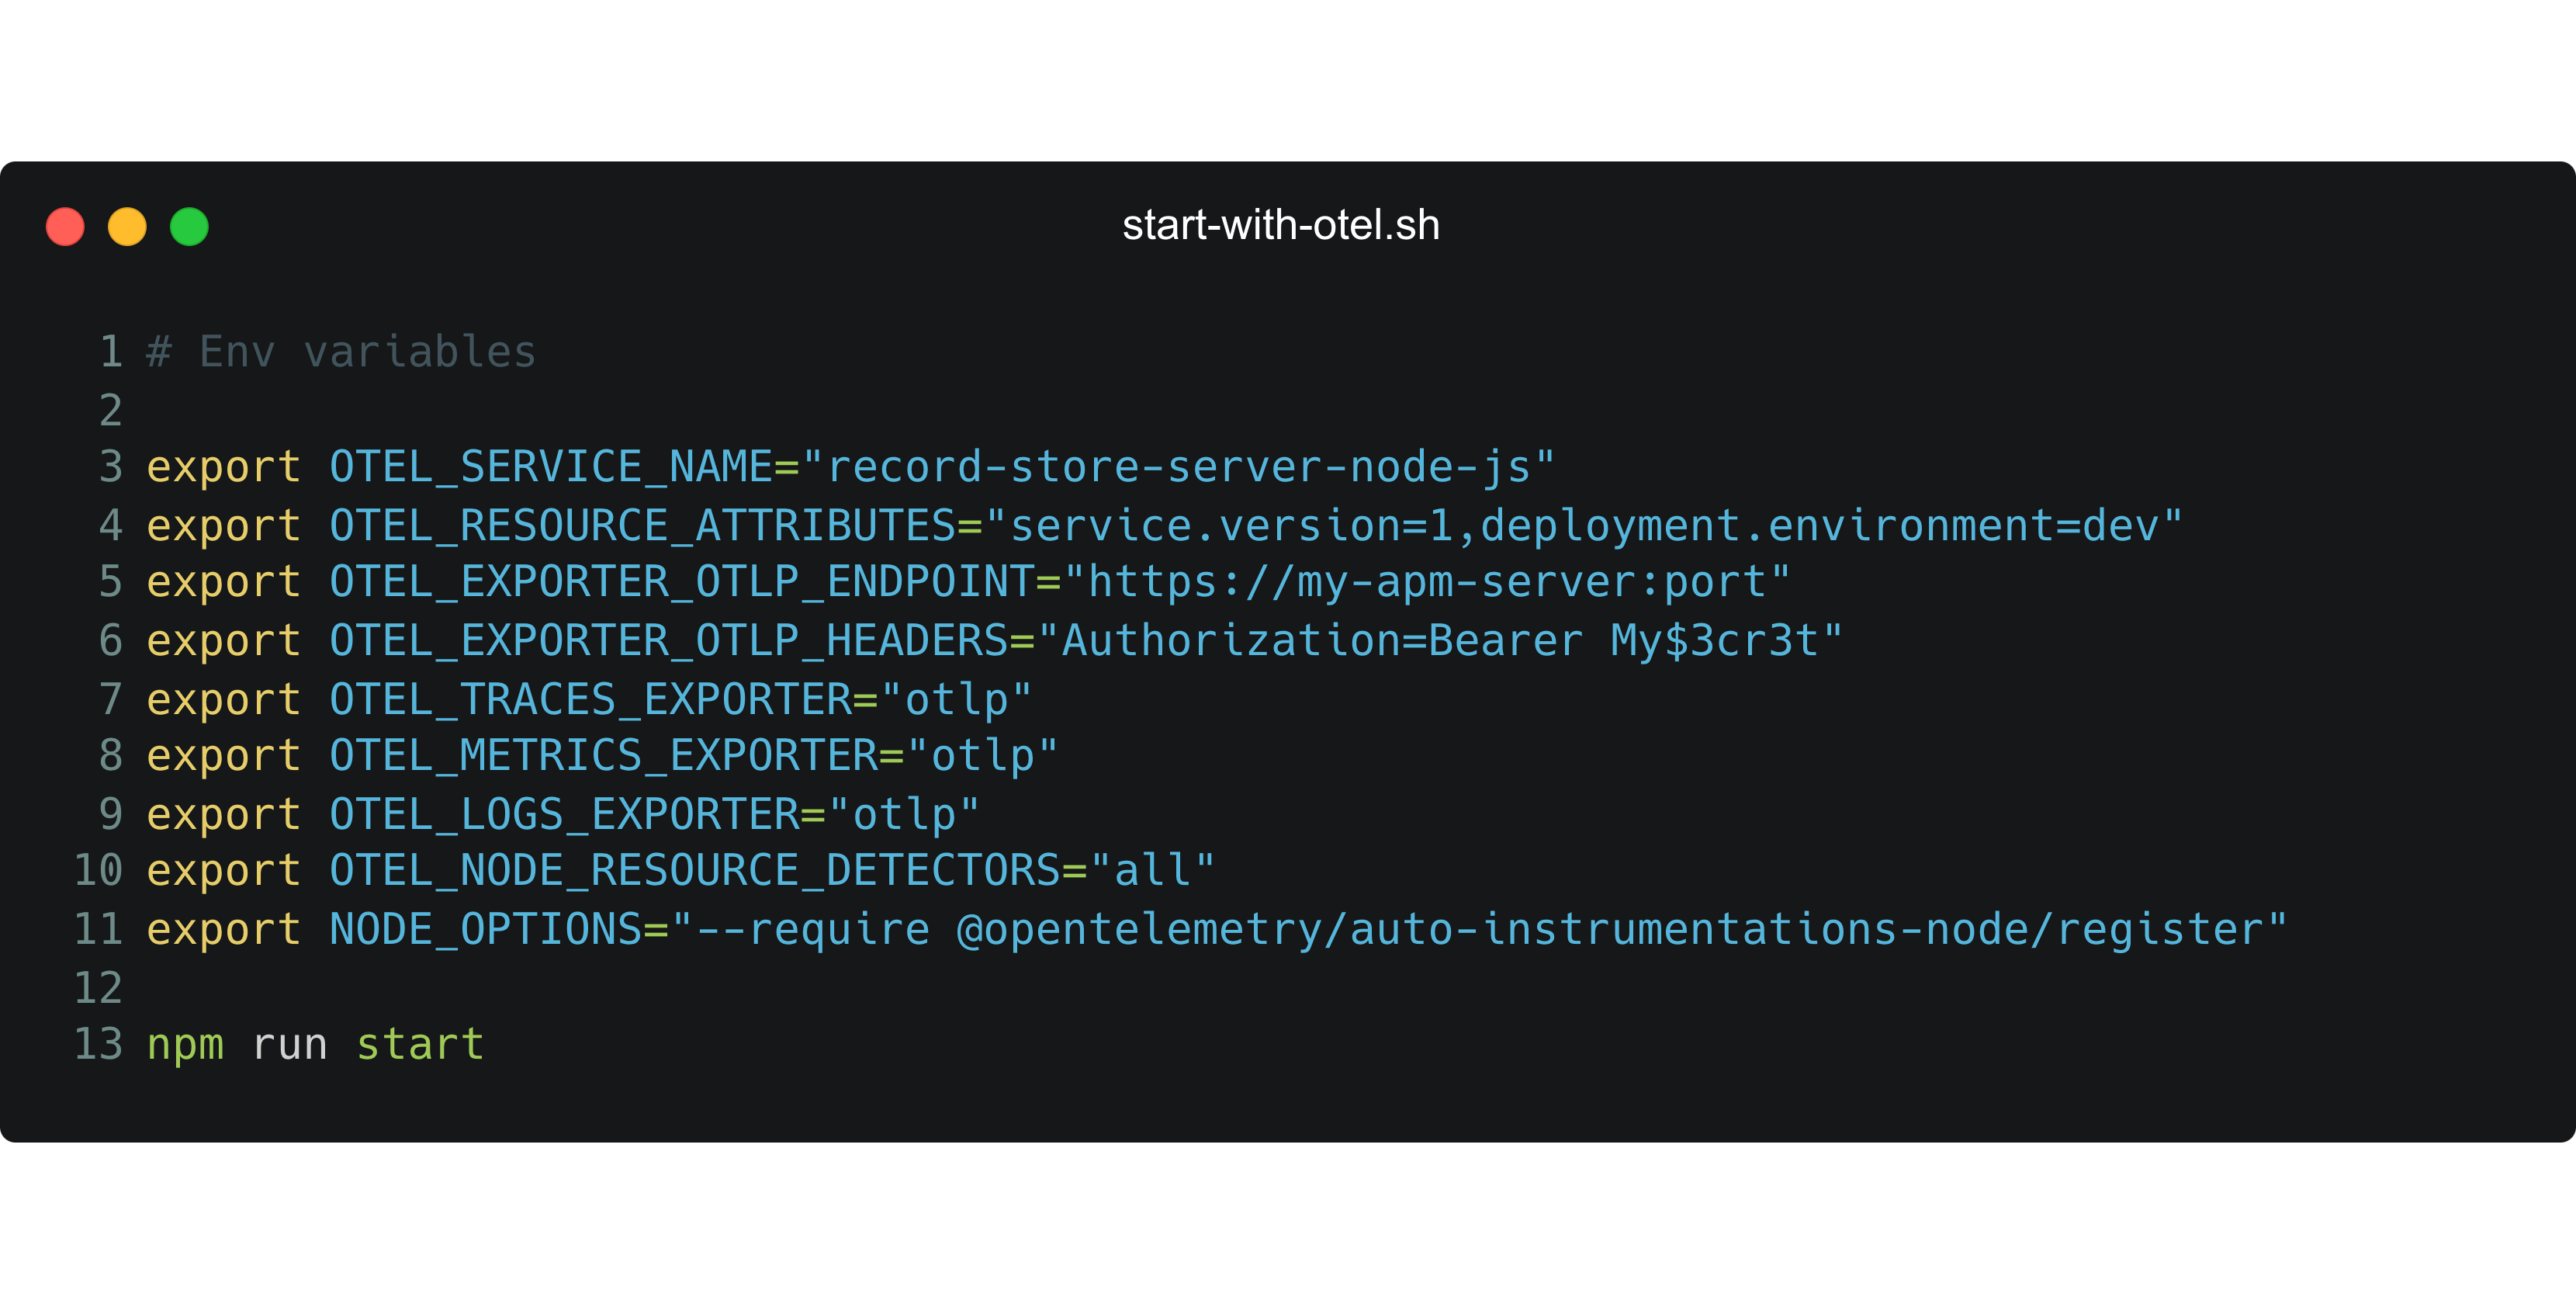 start-with-otel.sh
1 # Env variables
2
3 export OTEL_SERVICE_NAME="record-store-server-node-js"
4 export OTEL_RESOURCE_ATTRIBUTES="service.version=1,deployment.environment=dev"
5 export OTEL_EXPORTER_OTLP_ENDPOINT="https://my-apm-server:port"
6 export OTEL_EXPORTER_OTLP_HEADERS="Authorization=Bearer My$3cr3t"
7 export OTEL_TRACES_EXPORTER="otlp"
8 export OTEL_METRICS_EXPORTER="otlp"
9 export OTEL_LOGS_EXPORTER="otlp"
10 export OTEL_NODE_RESOURCE_DETECTORS="all"
11 export NODE_OPTIONS="--require @opentelemetry/auto-instrumentations-node/register"
12
13 npm run start